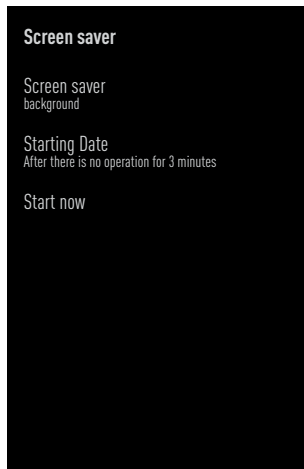 Screen saver
Screen saver
background
Starting Date
After there is no operation for 3 minutes
Start now